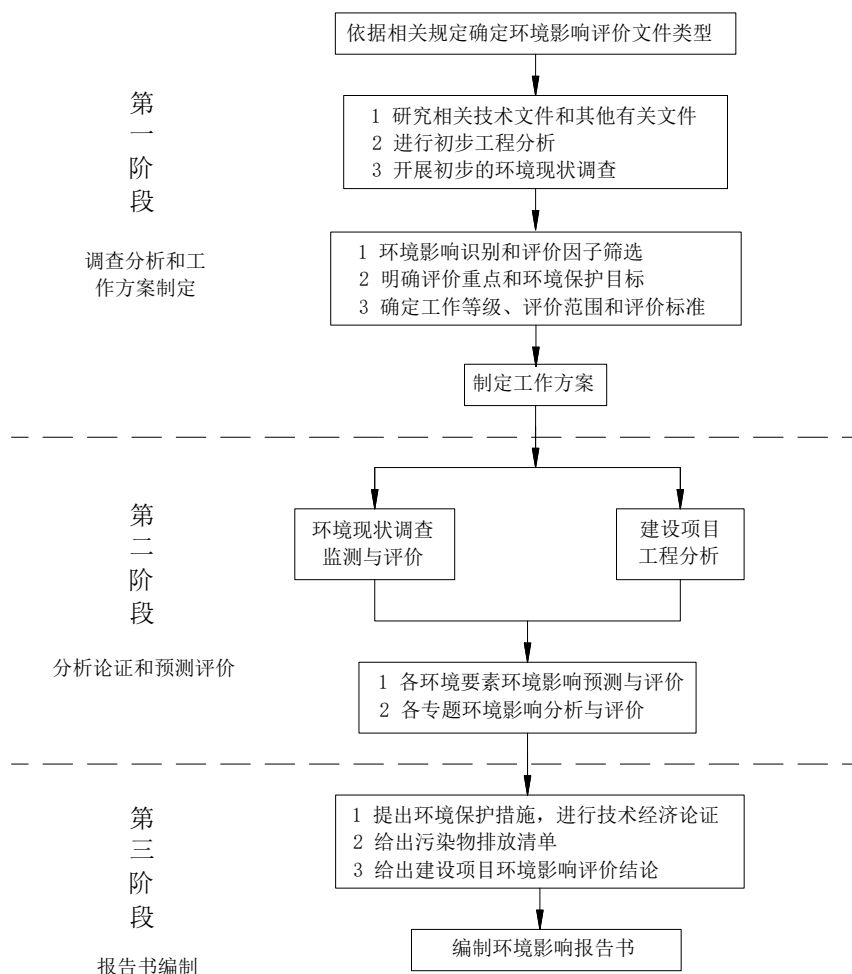 依据相关规定确定环境影响评价文件类型
第一阶段
调查分析和工
作方案制定
1 研究相关技术文件和其他有关文件
2 进行初步工程分析
3 开展初步的环境现状调查
1 环境影响识别和评价因子筛选
2 明确评价重点和环境保护目标
3 确定工作等级、评价范围和评价标准
制定工作方案
第二阶段
分析论证和预测评价
环境现状调查
监测与评价
建设项目
工程分析
1 各环境要素环境影响预测与评价
2 各专题环境影响分析与评价
第三阶段
报告书编制
1 提出环境保护措施，进行技术经济论证
2 给出污染物排放清单
3 给出建设项目环境影响评价结论
编制环境影响报告书